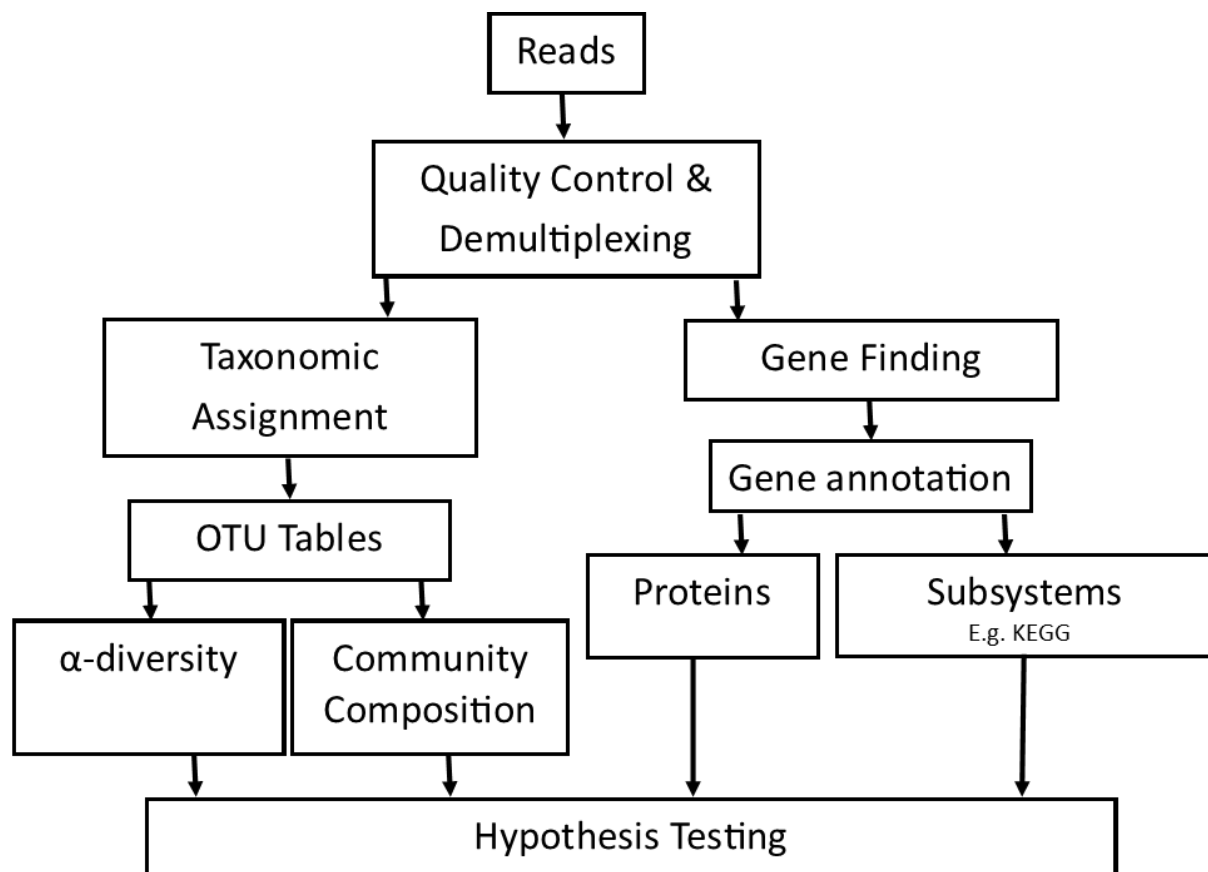 Reads
Quality Control &
Demultiplexing
Taxonomic
Assignment
Gene Finding
Gene annotation
OTU Tables
Proteins
Subsystems
E.g. KEGG
α-diversity
Community
Composition
Hypothesis Testing